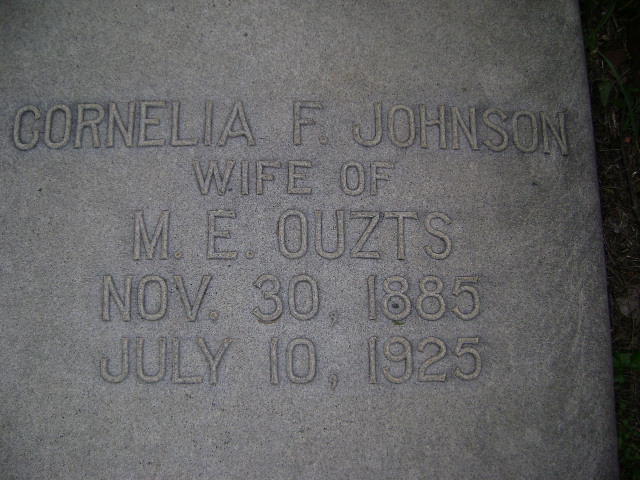 CORNELIA F. JOHNSON
WIFE OF
M. E. OUZTS
NOV. 30, 1885
JULY 10, 1925